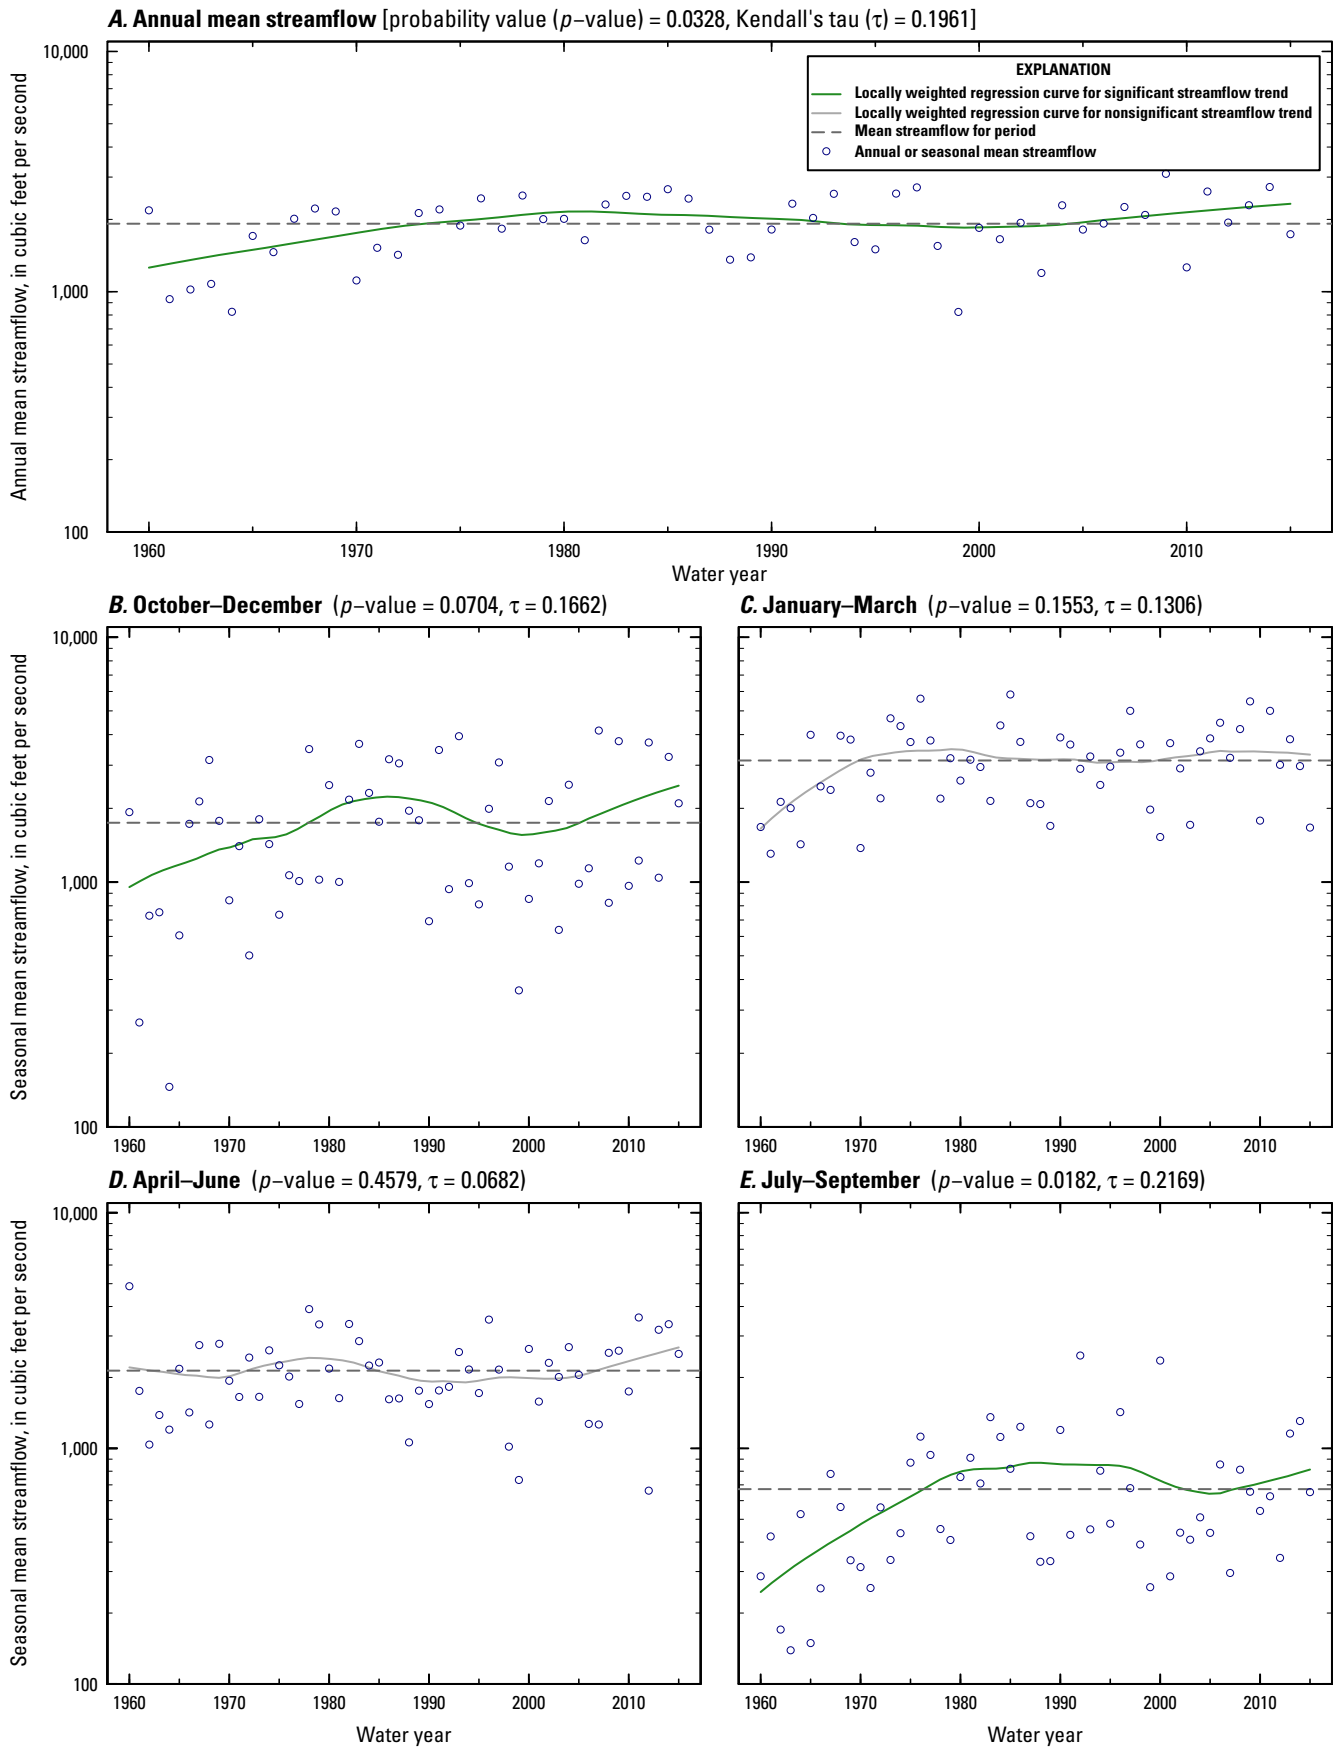 A. Annual mean streamflow [probability value (p–value) = 0.0328, Kendall's tau (τ) = 0.1961]
Annual mean streamflow, in cubic feet per second
10,000
1,000
100
EXPLANATION
Locally weighted regression curve for significant streamflow trend
Locally weighted regression curve for nonsignificant streamflow trend
Mean streamflow for period
Annual or seasonal mean streamflow
1960 1970 1980 1990 2000 2010
Water year
B. October–December (p–value = 0.0704, τ = 0.1662)
Seasonal mean streamflow, in cubic feet per second
10,000
1,000
100
1960 1970 1980 1990 2000 2010
C. January–March (p–value = 0.1553, τ = 0.1306)
1960 1970 1980 1990 2000 2010
D. April–June (p–value = 0.4579, τ = 0.0682)
Seasonal mean streamflow, in cubic feet per second
10,000
1,000
100
1960 1970 1980 1990 2000 2010
Water year
E. July–September (p–value = 0.0182, τ = 0.2169)
1960 1970 1980 1990 2000 2010
Water year